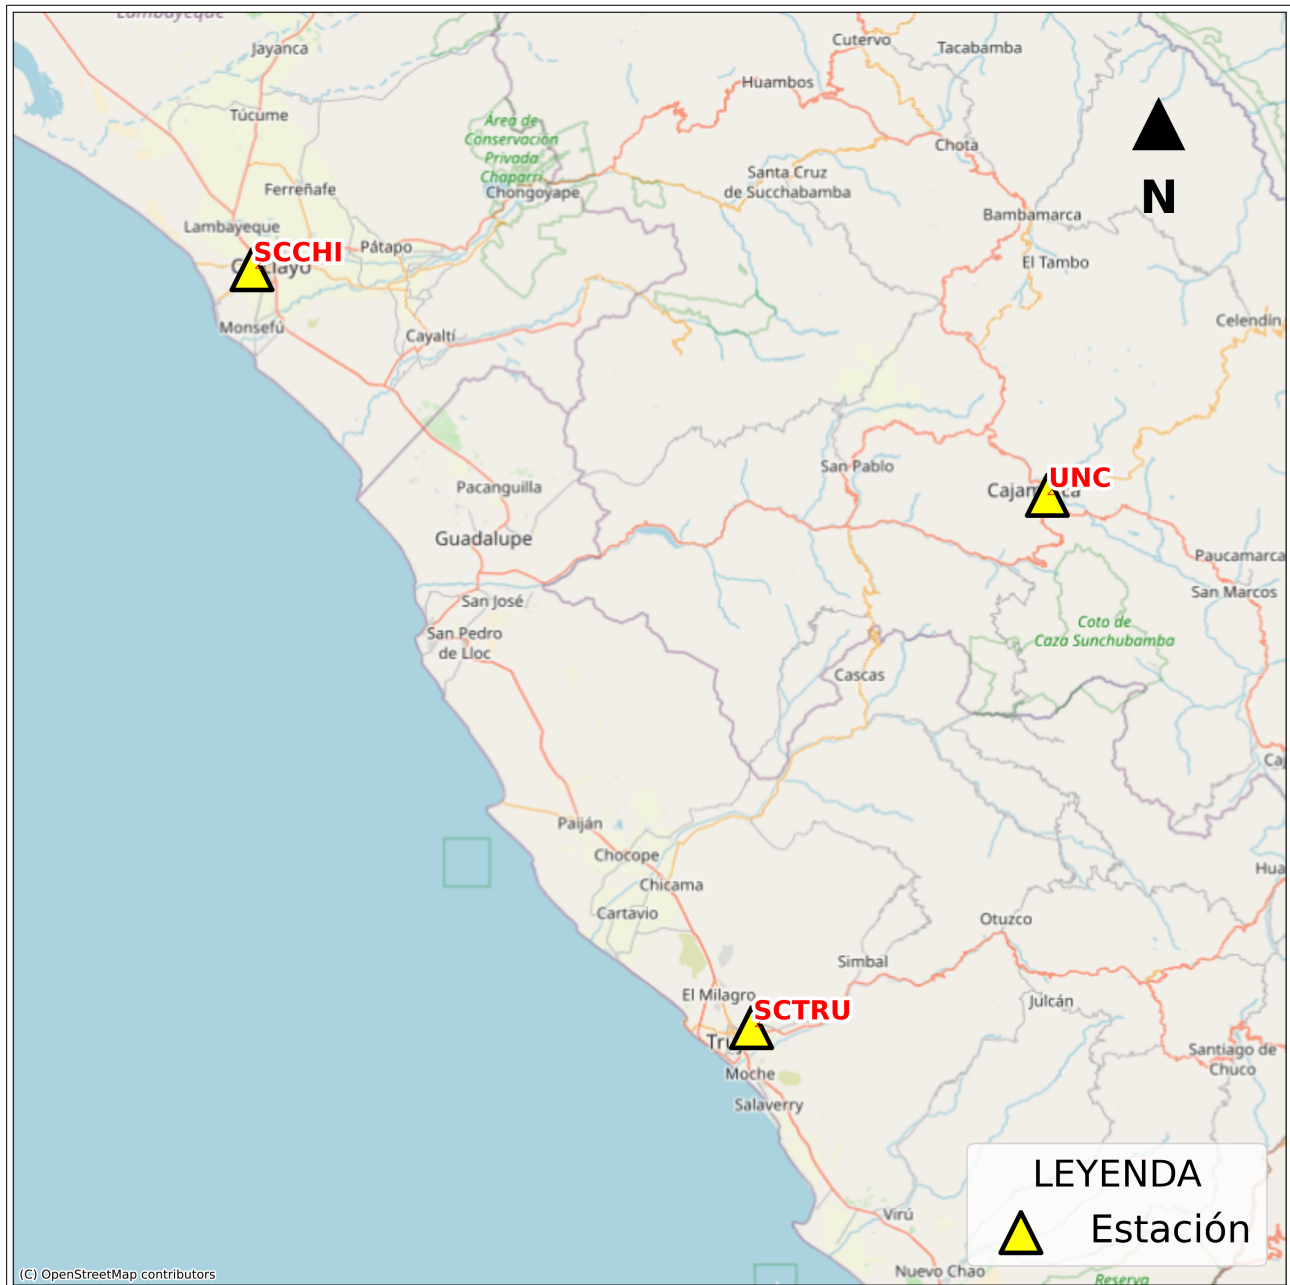 Lambayeque
Jayanca
Cutervo
Tacabamba
Huambos
Túcume
Área de
Conservación
Privada
Chaparrí
Chota
Santa Cruz
de Succhabamba
Ferreñafe
Chongoyape
N
Bambamarca
Lambayeque
Pátapo
SCCHI
El Tambo
Monsefú
Cayaltí
Celendín
San Pablo
UNC
Pacanguilla
Guadalupe
Paucamarca
San José
San Marcos
San Pedro
de Lloc
Coto de
Caza Sunchubamba
Cascas
Caj
Paiján
Chocope
Hua
Chicama
Cartavio
Otuzco
Simbal
El Milagro
SCTRU
Julcán
Santiago de
Chuco
Moche
Salaverry
LEYENDA
Estación
Virú
Nuevo Chao
Reserva
(C) OpenStreetMap contributors